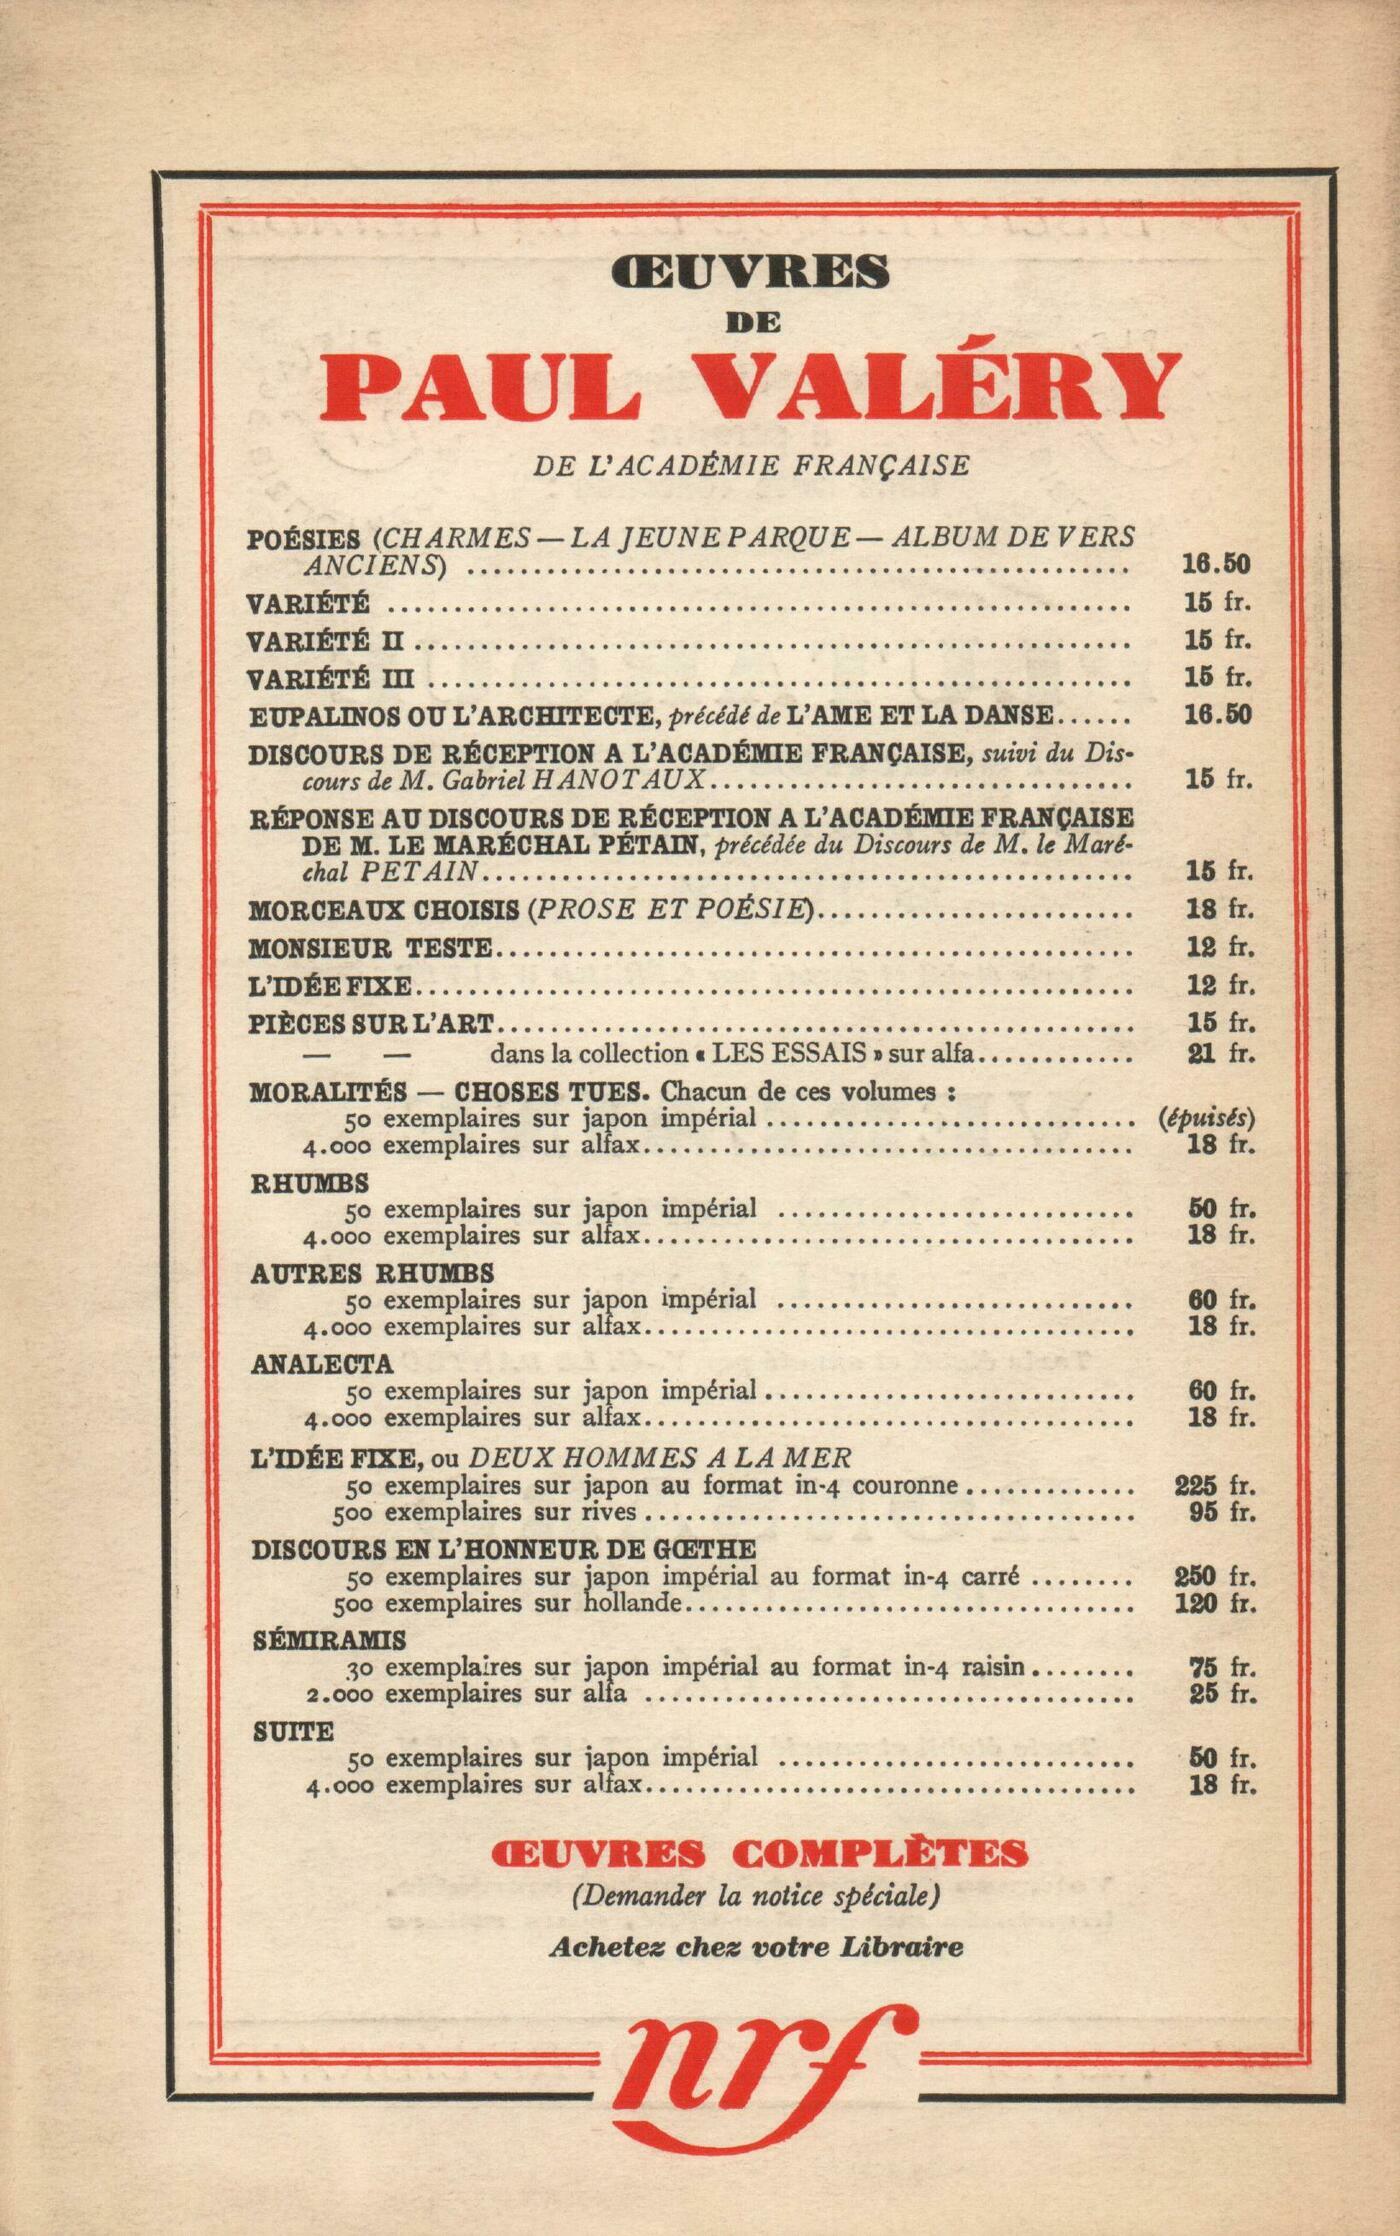 ŒUVRES
DE
PAUL VALÉRY
DE L'ACADÉMIE FRANÇAISE
POÉSIES (CHARMES — LA JEUNE PARQUE — ALBUM DE VERS
ANCIENS) .................................................. 16.50
VARIÉTÉ ........................................................ 15 fr.
VARIÉTÉ II ...................................................... 15 fr.
VARIÉTÉ III ..................................................... 15 fr.
EUPALINOS OU L'ARCHITECTE, précédé de L'AME ET LA DANSE...... 16.50
DISCOURS DE RÉCEPTION A L'ACADÉMIE FRANÇAISE, suivi du Dis-
cours de M. Gabriel HANOTAUX................................ 15 fr.
RÉPONSE AU DISCOURS DE RÉCEPTION A L'ACADÉMIE FRANÇAISE
DE M. LE MARÉCHAL PÉTAIN, précédée du Discours de M. le Maré-
chal PETAIN................................................. 15 fr.
MORCEAUX CHOISIS (PROSE ET POÉSIE)........................ 18 fr.
MONSIEUR TESTE................................................ 12 fr.
L'IDÉE FIXE...................................................... 12 fr.
PIÈCES SUR L'ART................................................ 15 fr.
— — dans la collection « LES ESSAIS » sur alfa............ 21 fr.
MORALITÉS — CHOSES TUES. Chacun de ces volumes :
50 exemplaires sur japon impérial ............................ (épuisés)
4.000 exemplaires sur alfax..................................... 18 fr.
RHUMBS
50 exemplaires sur japon impérial ........................... 50 fr.
4.000 exemplaires sur alfax..................................... 18 fr.
AUTRES RHUMBS
50 exemplaires sur japon impérial ........................... 60 fr.
4.000 exemplaires sur alfax..................................... 18 fr.
ANALECTA
50 exemplaires sur japon impérial............................ 60 fr.
4.000 exemplaires sur alfax..................................... 18 fr.
L'IDÉE FIXE, ou DEUX HOMMES A LA MER
50 exemplaires sur japon au format in-4 couronne............. 225 fr.
500 exemplaires sur rives ..................................... 95 fr.
DISCOURS EN L'HONNEUR DE GŒTHE
50 exemplaires sur japon impérial au format in-4 carré ........ 250 fr.
500 exemplaires sur hollande.................................. 120 fr.
SÉMIRAMIS
30 exemplaires sur japon impérial au format in-4 raisin........ 75 fr.
2.000 exemplaires sur alfa ..................................... 25 fr.
SUITE
50 exemplaires sur japon impérial ........................... 50 fr.
4.000 exemplaires sur alfax..................................... 18 fr.
ŒUVRES COMPLÈTES
(Demander la notice spéciale)
Achetez chez votre Libraire
nrf